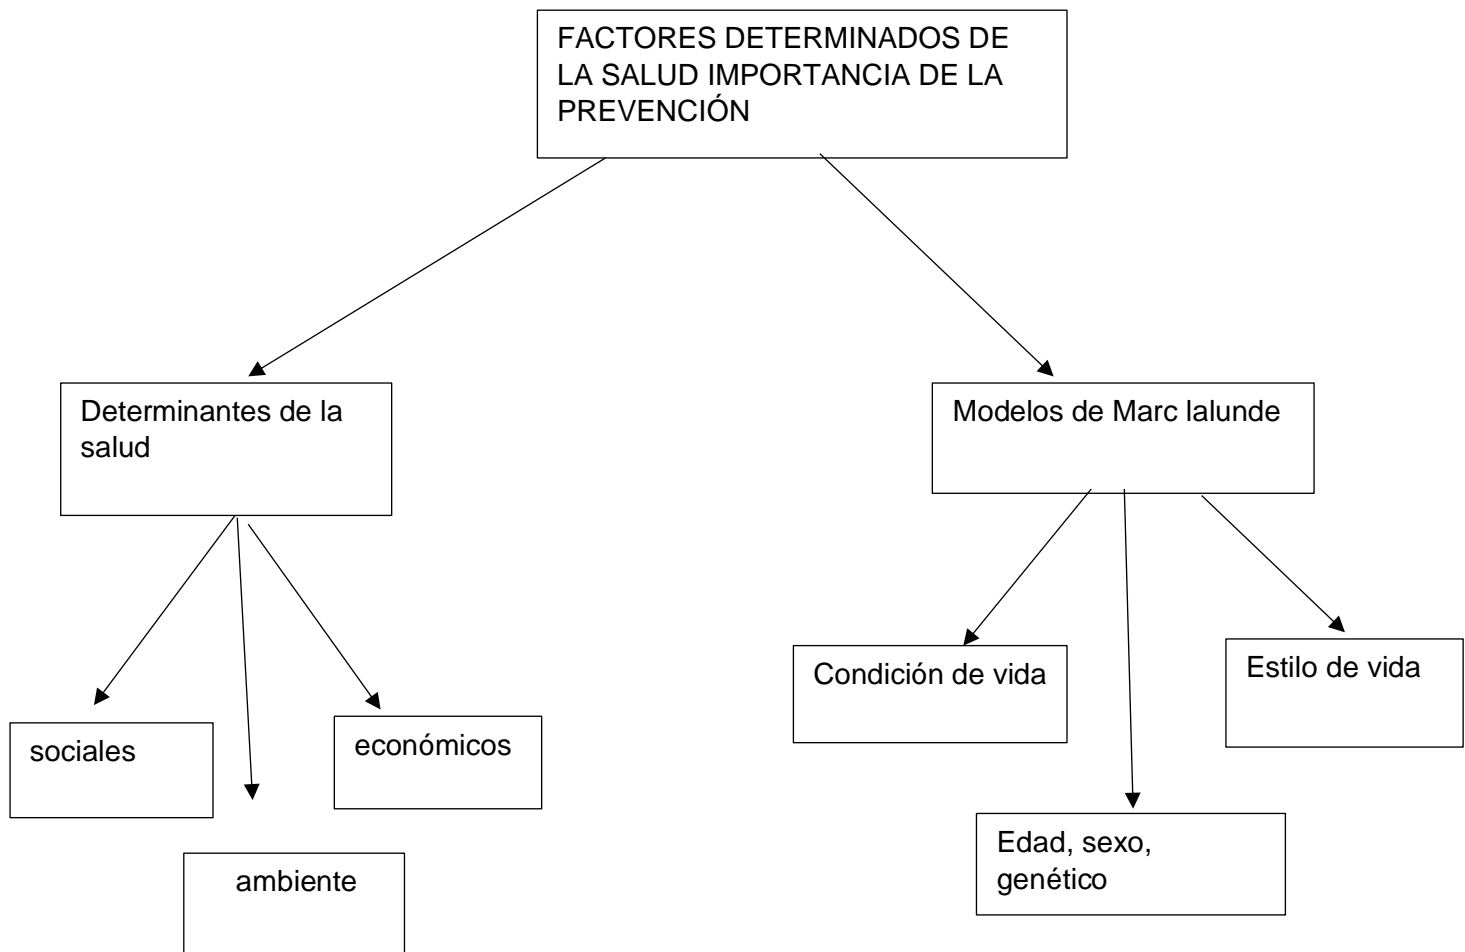 FACTORES DETERMINADOS DE
LA SALUD IMPORTANCIA DE LA
PREVENCIÓN
Determinantes de la
salud
Modelos de Marc lalunde
sociales
económicos
ambiente
Condición de vida
Estilo de vida
Edad, sexo,
genético